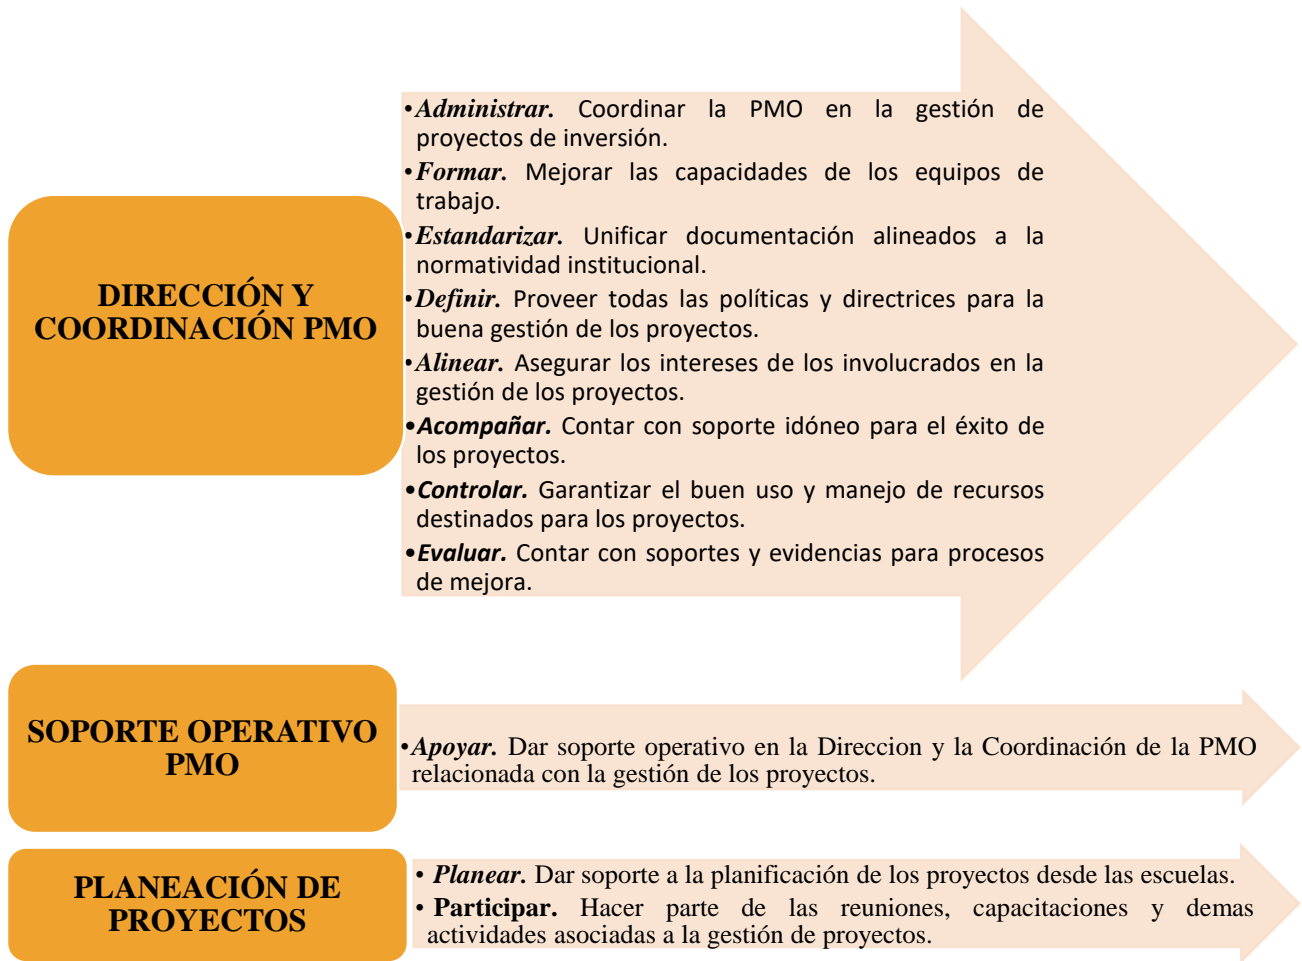 DIRECCIÓN Y
COORDINACIÓN PMO
•Administrar. Coordinar la PMO en la gestión de
proyectos de inversión.
•Formar. Mejorar las capacidades de los equipos de
trabajo.
•Estandarizar. Unificar documentación alineados a la
normatividad institucional.
•Definir. Proveer todas las políticas y directrices para la
buena gestión de los proyectos.
•Alinear. Asegurar los intereses de los involucrados en la
gestión de los proyectos.
•Acompañar. Contar con soporte idóneo para el éxito de
los proyectos.
•Controlar. Garantizar el buen uso y manejo de recursos
destinados para los proyectos.
•Evaluar. Contar con soportes y evidencias para procesos
de mejora.
SOPORTE OPERATIVO
PMO
•Apoyar. Dar soporte operativo en la Direccion y la Coordinación de la PMO
relacionada con la gestión de los proyectos.
PLANEACIÓN DE
PROYECTOS
• Planear. Dar soporte a la planificación de los proyectos desde las escuelas.
• Participar. Hacer parte de las reuniones, capacitaciones y demas
actividades asociadas a la gestión de proyectos.